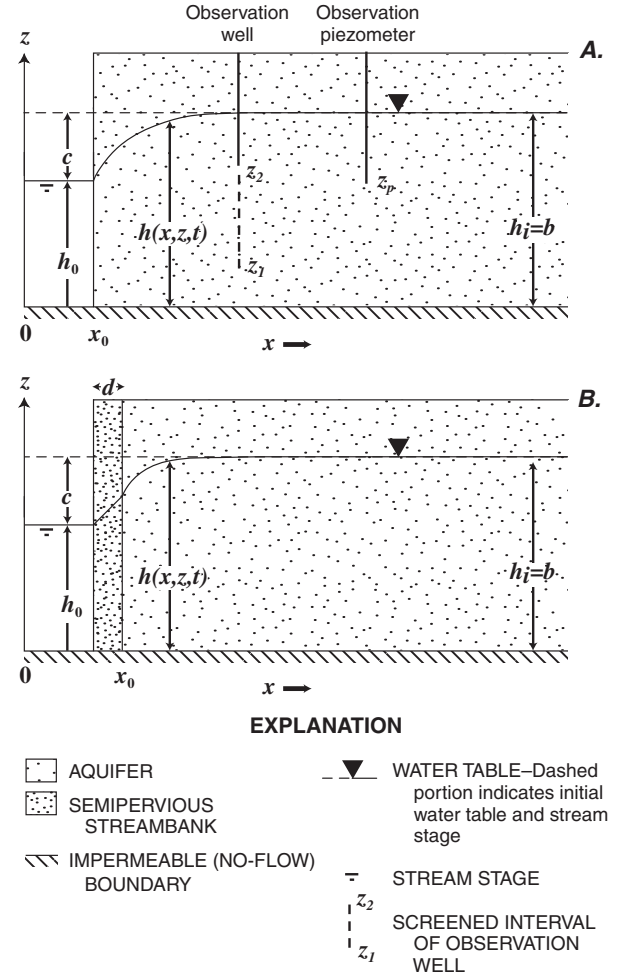 Observation well
Observation piezometer
z
A.
c
z₂
zₚ
h(x,z,t)
hᵢ=b
h₀
z₁
0
x₀
x
z
d
B.
c
h(x,z,t)
hᵢ=b
h₀
0
x₀
x
EXPLANATION
AQUIFER
SEMIPERVIOUS
STREAMBANK
IMPERMEABLE (NO-FLOW)
BOUNDARY
WATER TABLE–Dashed
portion indicates initial
water table and stream
stage
STREAM STAGE
z₂
z₁
SCREENED INTERVAL
OF OBSERVATION
WELL